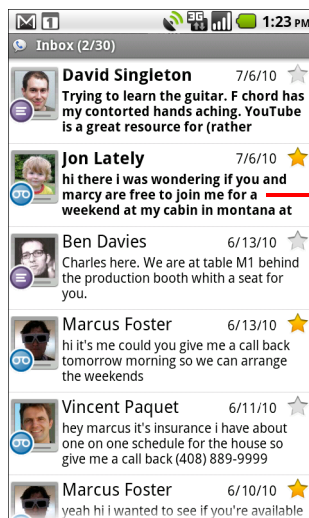 M 1 3G 1:23 PM
Inbox (2/30)
David Singleton 7/6/10
Trying to learn the guitar. F chord has
my contorted hands aching. YouTube
is a great resource for (rather
Jon Lately 7/6/10
hi there i was wondering if you and
marcy are free to join me for a
weekend at my cabin in montana at
Ben Davies 6/13/10
Charles here. We are at table M1 behind
the production booth whith a seat for
you.
Marcus Foster 6/13/10
hi it's me could you give me a call back
tomorrow morning so we can arrange
the weekends
Vincent Paquet 6/11/10
hey marcus it's insurance i have about
one on one schedule for the house so
give me a call back (408) 889-9999
Marcus Foster 6/10/10
yeah hi i wanted to see if you're available